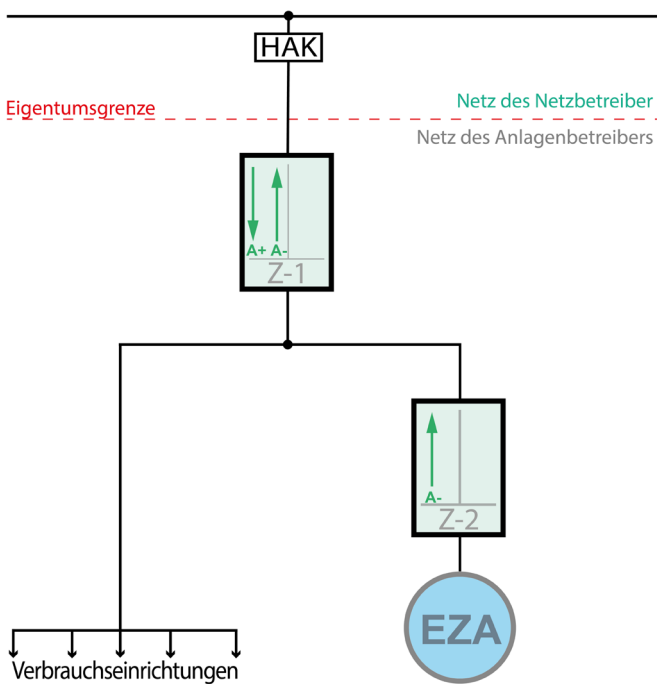 HAK
Eigentumsgrenze
Netz des Netzbetreiber
Netz des Anlagenbetreibers
A+ A-
Z-1
A-
Z-2
EZA
Verbrauchseinrichtungen